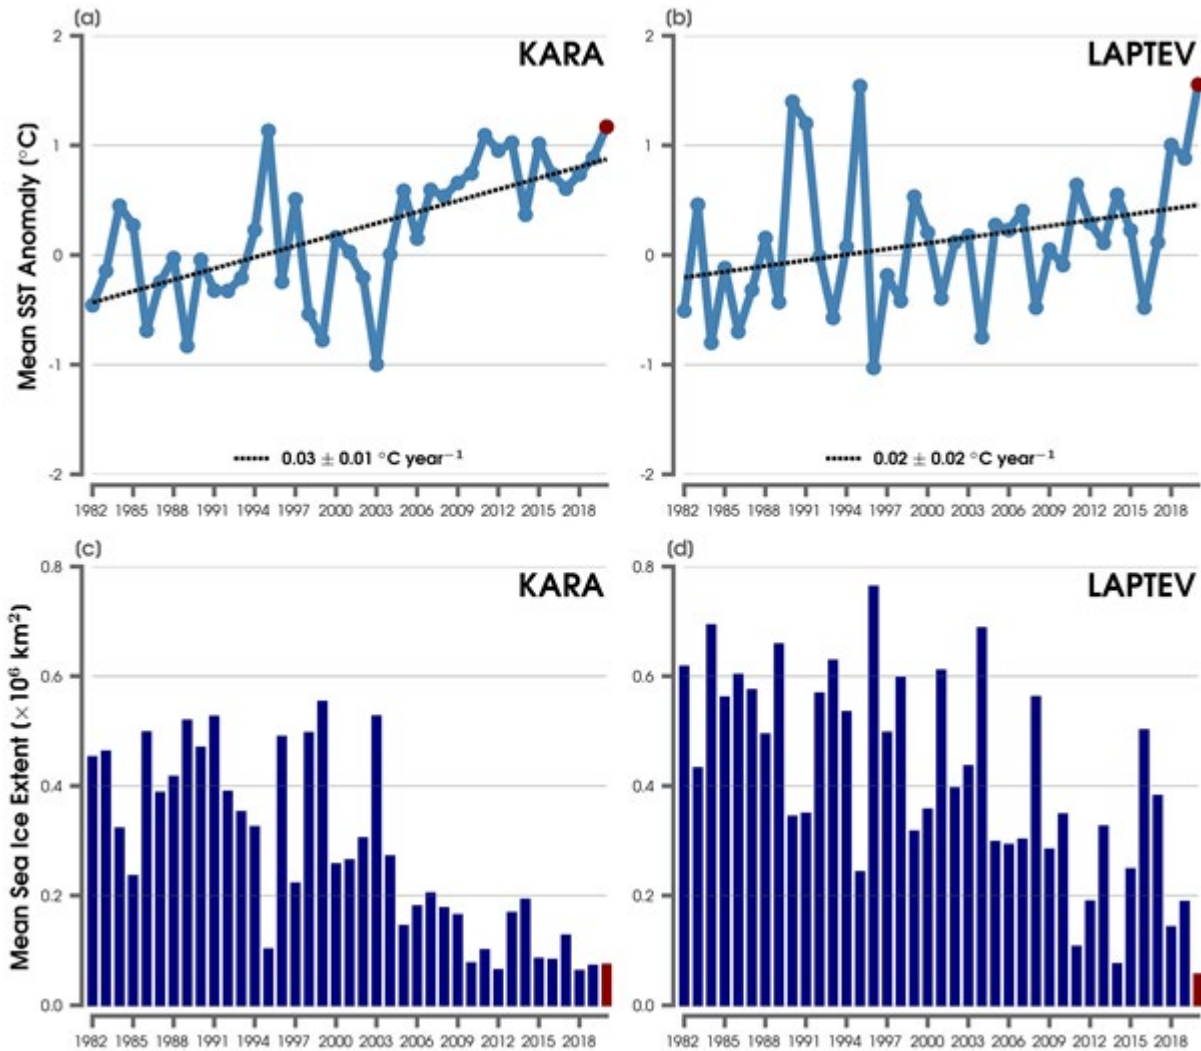 (a)
KARA
Mean SST Anomaly (°C)
2
1
0
-1
-2
0.03 ± 0.01 °C year⁻¹
1982 1985 1988 1991 1994 1997 2000 2003 2006 2009 2012 2015 2018
(b)
LAPTEV
2
1
0
-1
-2
0.02 ± 0.02 °C year⁻¹
1982 1985 1988 1991 1994 1997 2000 2003 2006 2009 2012 2015 2018
(c)
KARA
Mean Sea Ice Extent (×10⁶ km²)
0.8
0.6
0.4
0.2
0.0
1982 1985 1988 1991 1994 1997 2000 2003 2006 2009 2012 2015 2018
(d)
LAPTEV
0.8
0.6
0.4
0.2
0.0
1982 1985 1988 1991 1994 1997 2000 2003 2006 2009 2012 2015 2018